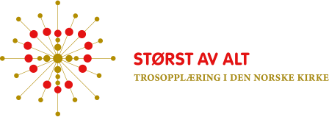 STØRST AV ALT
TROSOPPLÆRING I DEN NORSKE KIRKE